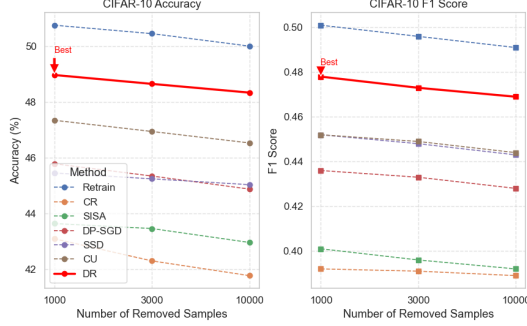 CIFAR-10 Accuracy
50
48
46
44
42
Accuracy (%)
Best
Method
Retrain
CR
SISA
DP-SGD
SSD
CU
DR
1000
3000
10000
Number of Removed Samples
CIFAR-10 F1 Score
0.50
0.48
0.46
0.44
0.42
0.40
F1 Score
Best
1000
3000
10000
Number of Removed Samples